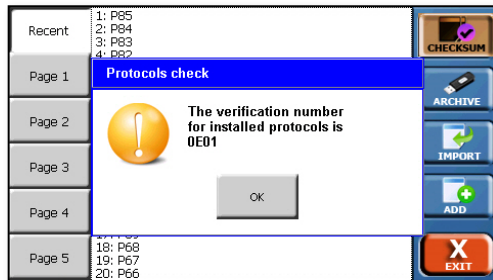 Recent
Page 1
Page 2
Page 3
Page 4
Page 5
1: P85
2: P84
3: P83
4: P82
Protocols check
The verification number
for installed protocols is
0E01
OK
18: P68
19: P67
20: P66
CHECKSUM
ARCHIVE
IMPORT
ADD
X
EXIT